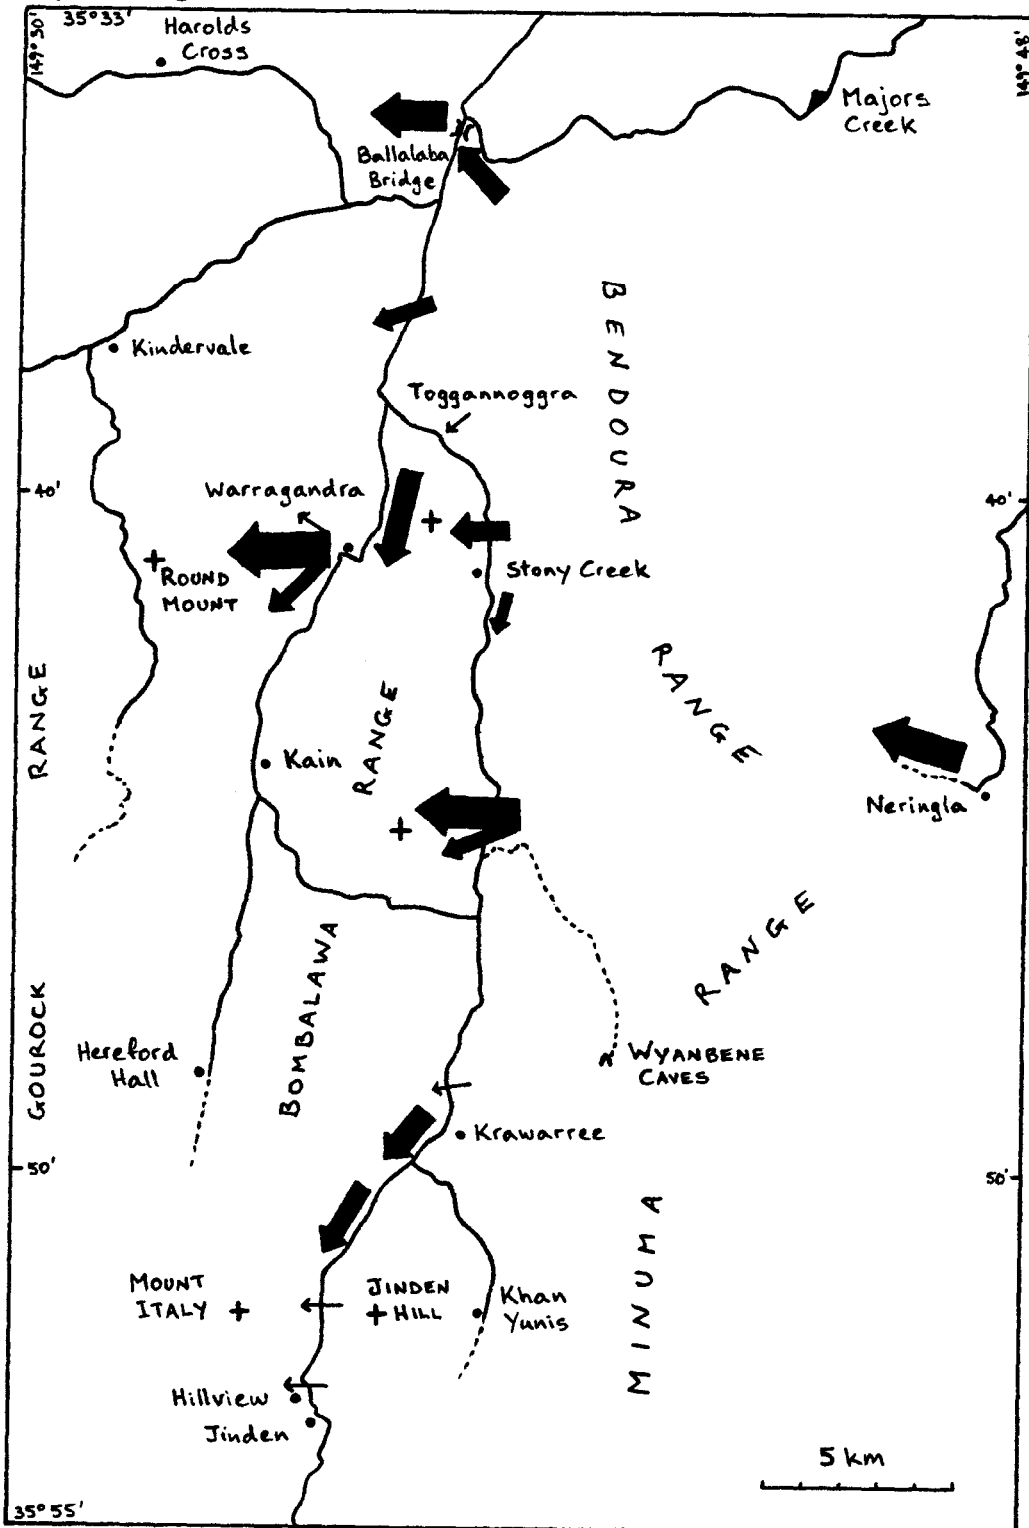 35°33'
149°30'
149°48'
Harolds
Cross
Majors
Creek
Ballalaba
Bridge
Kindervale
BENDOURA
RANGE
Toggannoggra
Warragandra
40'
40'
ROUND
MOUNT
Stony Creek
RANGE
GOUROCK
Kain
RANGE
BOMBALAWA
Neringla
RANGE
MINUMA
Hereford
Hall
WYANBENE
CAVES
Krawarree
50'
50'
MOUNT
ITALY
JINDEN
HILL
Khan
Yunis
Hillview
Jinden
5 km
35°55'